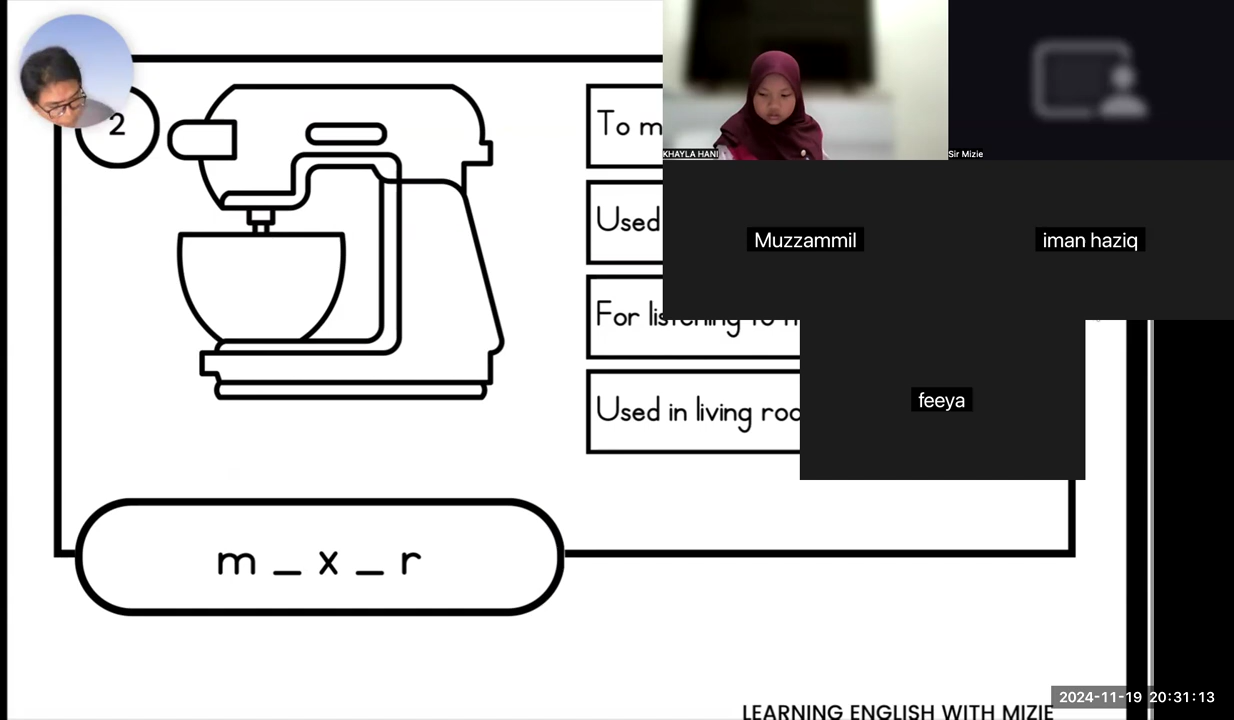 2
To m
Used
For listening to
Used in living roo
m _ x _ r
KHAYLA HANI
Sir Mizie
Muzzammil
iman haziq
feeya
LEARNING ENGLISH WITH MIZIE
2024-11-19 20:31:13